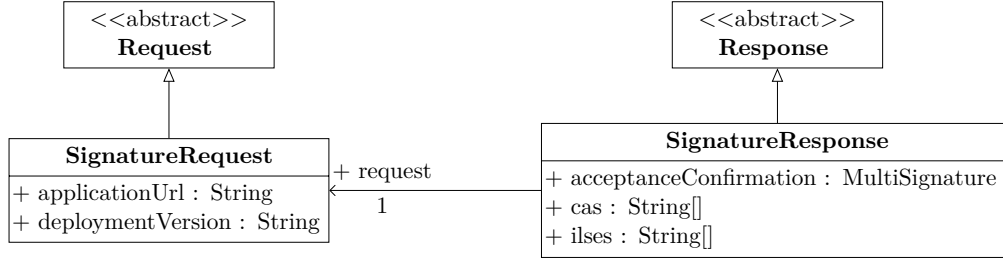 <<abstract>>
Request
<<abstract>>
Response
SignatureRequest
+ applicationUrl : String
+ deploymentVersion : String
+ request
1
SignatureResponse
+ acceptanceConfirmation : MultiSignature
+ cas : String[]
+ ilses : String[]